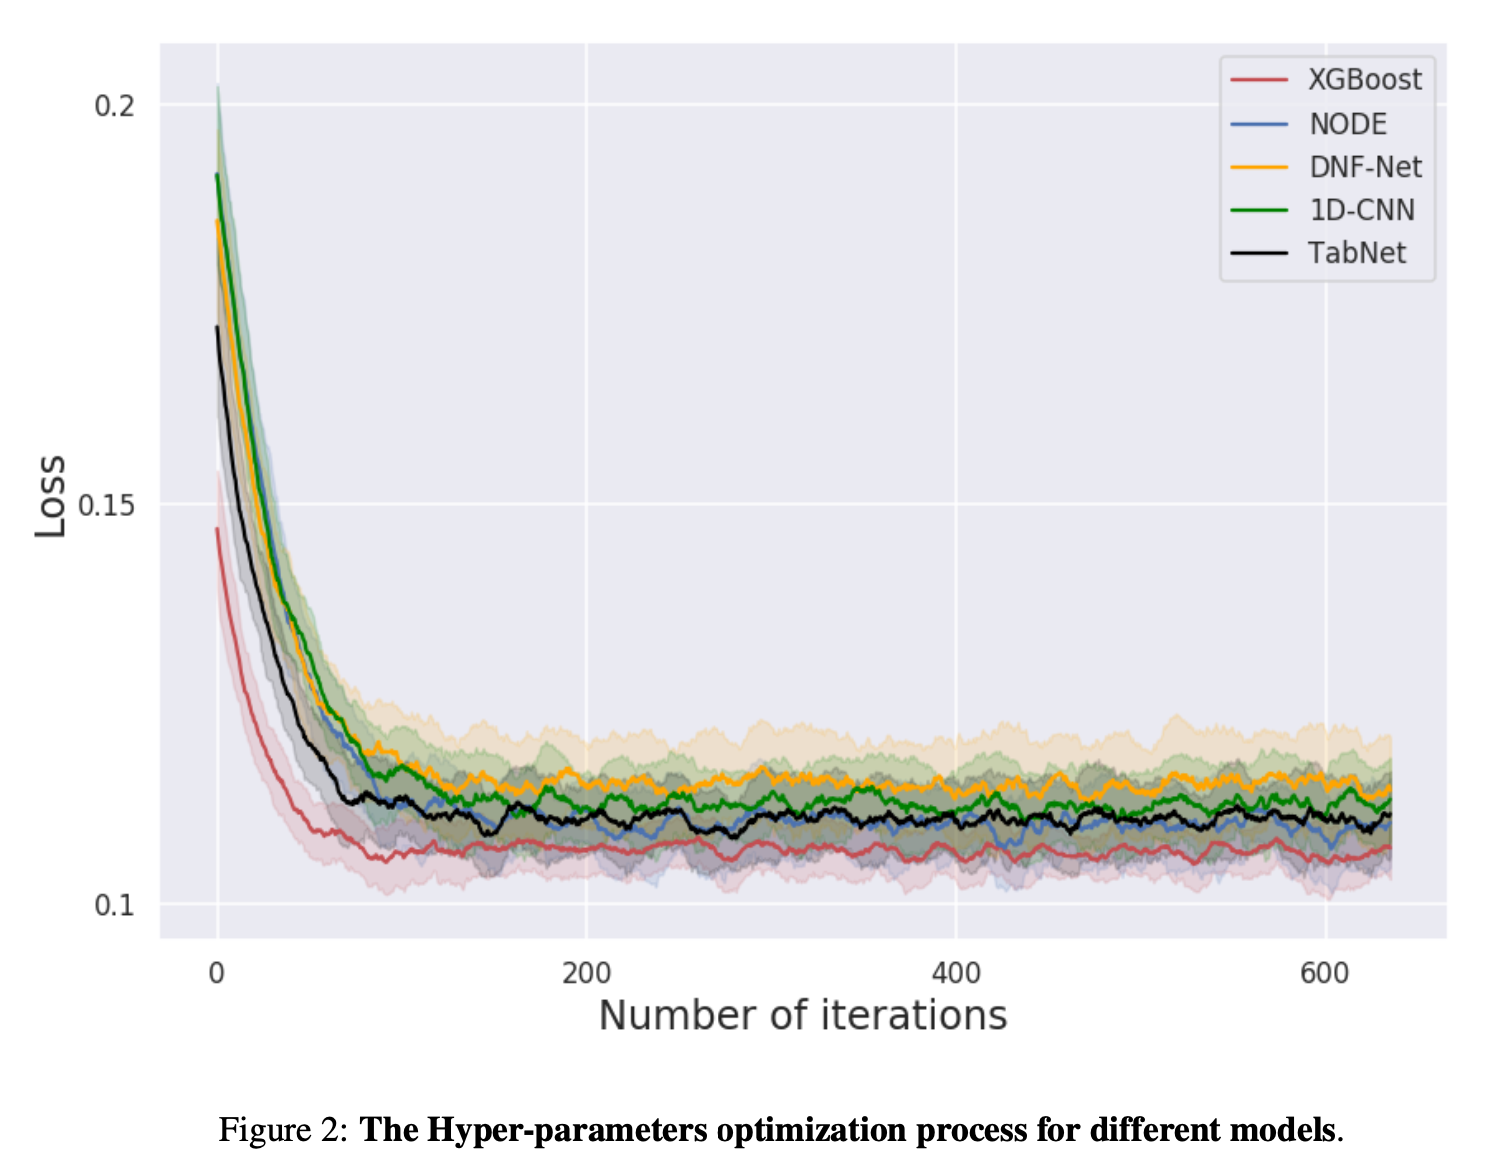 XGBoost
NODE
DNF-Net
1D-CNN
TabNet
0.2
0.15
0.1
Loss
0
200
400
600
Number of iterations
Figure 2: The Hyper-parameters optimization process for different models.